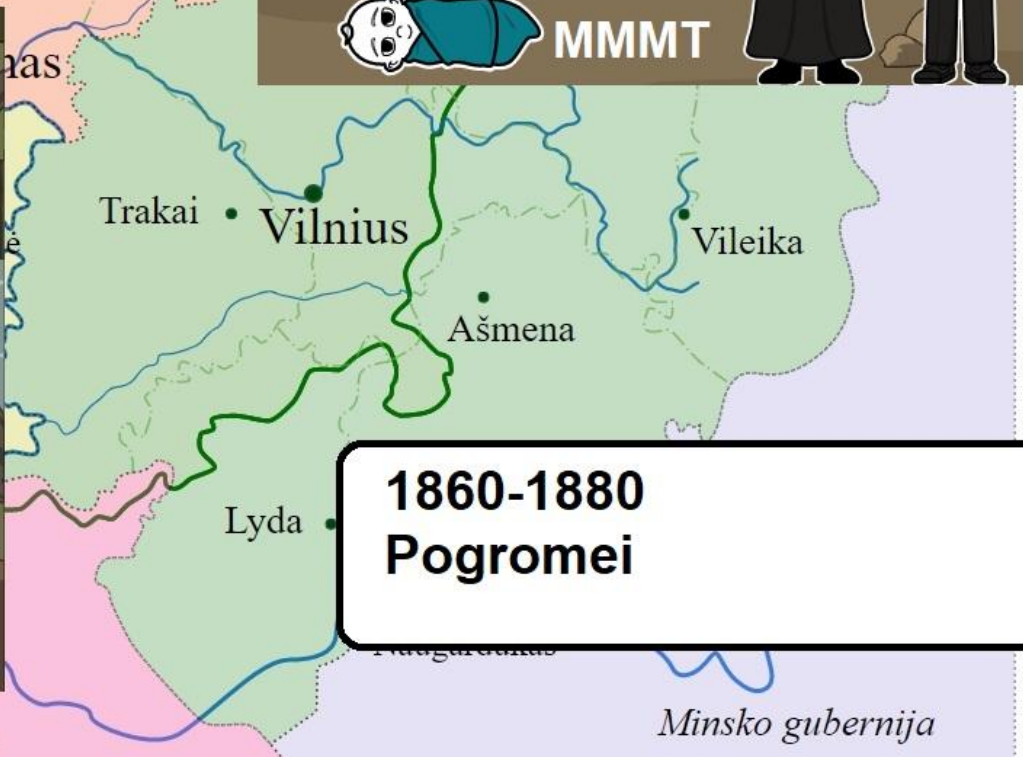 MMMT
Trakai
Vilnius
Vileika
Ašmena
Lyda
1860-1880
Pogromei
Minsko gubernija